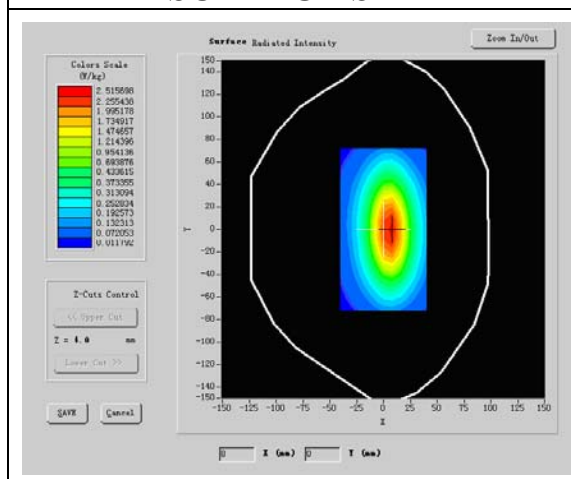 Surface Radiated Intensity
Zoom In/Out
Colors Scale
(W/kg)
2.515698
2.255438
1.995178
1.734917
1.474657
1.214396
0.954136
0.693876
0.433615
0.373355
0.313094
0.252834
0.192573
0.132313
0.072053
0.011792
Z-Cuts Control
<< Upper Cut
Z = 4.0 mm
Lower Cut >>
SAVE Cancel
150
140
120
100
80
60
40
20
0
-20
-40
-60
-80
-100
-120
-140
-150
Y
-150 -125 -100 -75 -50 -25 0 25 50 75 100 125 150
X
0 X (mm) 0 Y (mm)